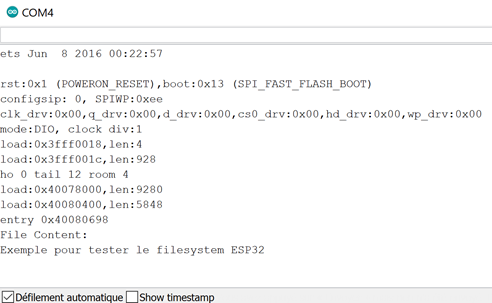 COM4
ets Jun  8 2016 00:22:57
rst:0x1 (POWERON_RESET),boot:0x13 (SPI_FAST_FLASH_BOOT)
configsip: 0, SPIWP:0xee
clk_drv:0x00,q_drv:0x00,d_drv:0x00,cs0_drv:0x00,hd_drv:0x00,wp_drv:0x00
mode:DIO, clock div:1
load:0x3fff0018,len:4
load:0x3fff001c,len:928
ho 0 tail 12 room 4
load:0x40078000,len:9280
load:0x40080400,len:5848
entry 0x40080698
File Content:
Exemple pour tester le filesystem ESP32
Défilement automatique Show timestamp